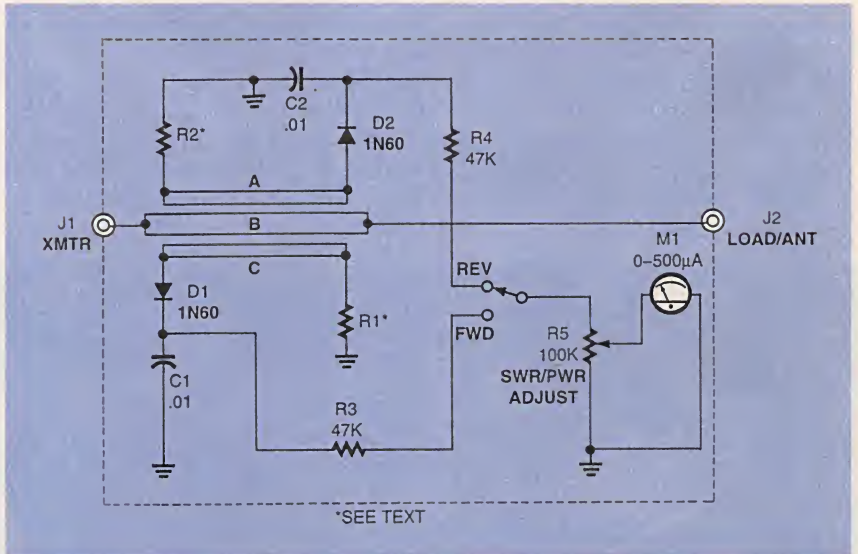 C2
.01
R2*
D2
1N60
R4
47K
A
J1
XMTR
B
J2
LOAD/ANT
M1
0–500µA
C
REV
D1
1N60
R1*
FWD
R5
100K
SWR/PWR
ADJUST
C1
.01
R3
47K
*SEE TEXT